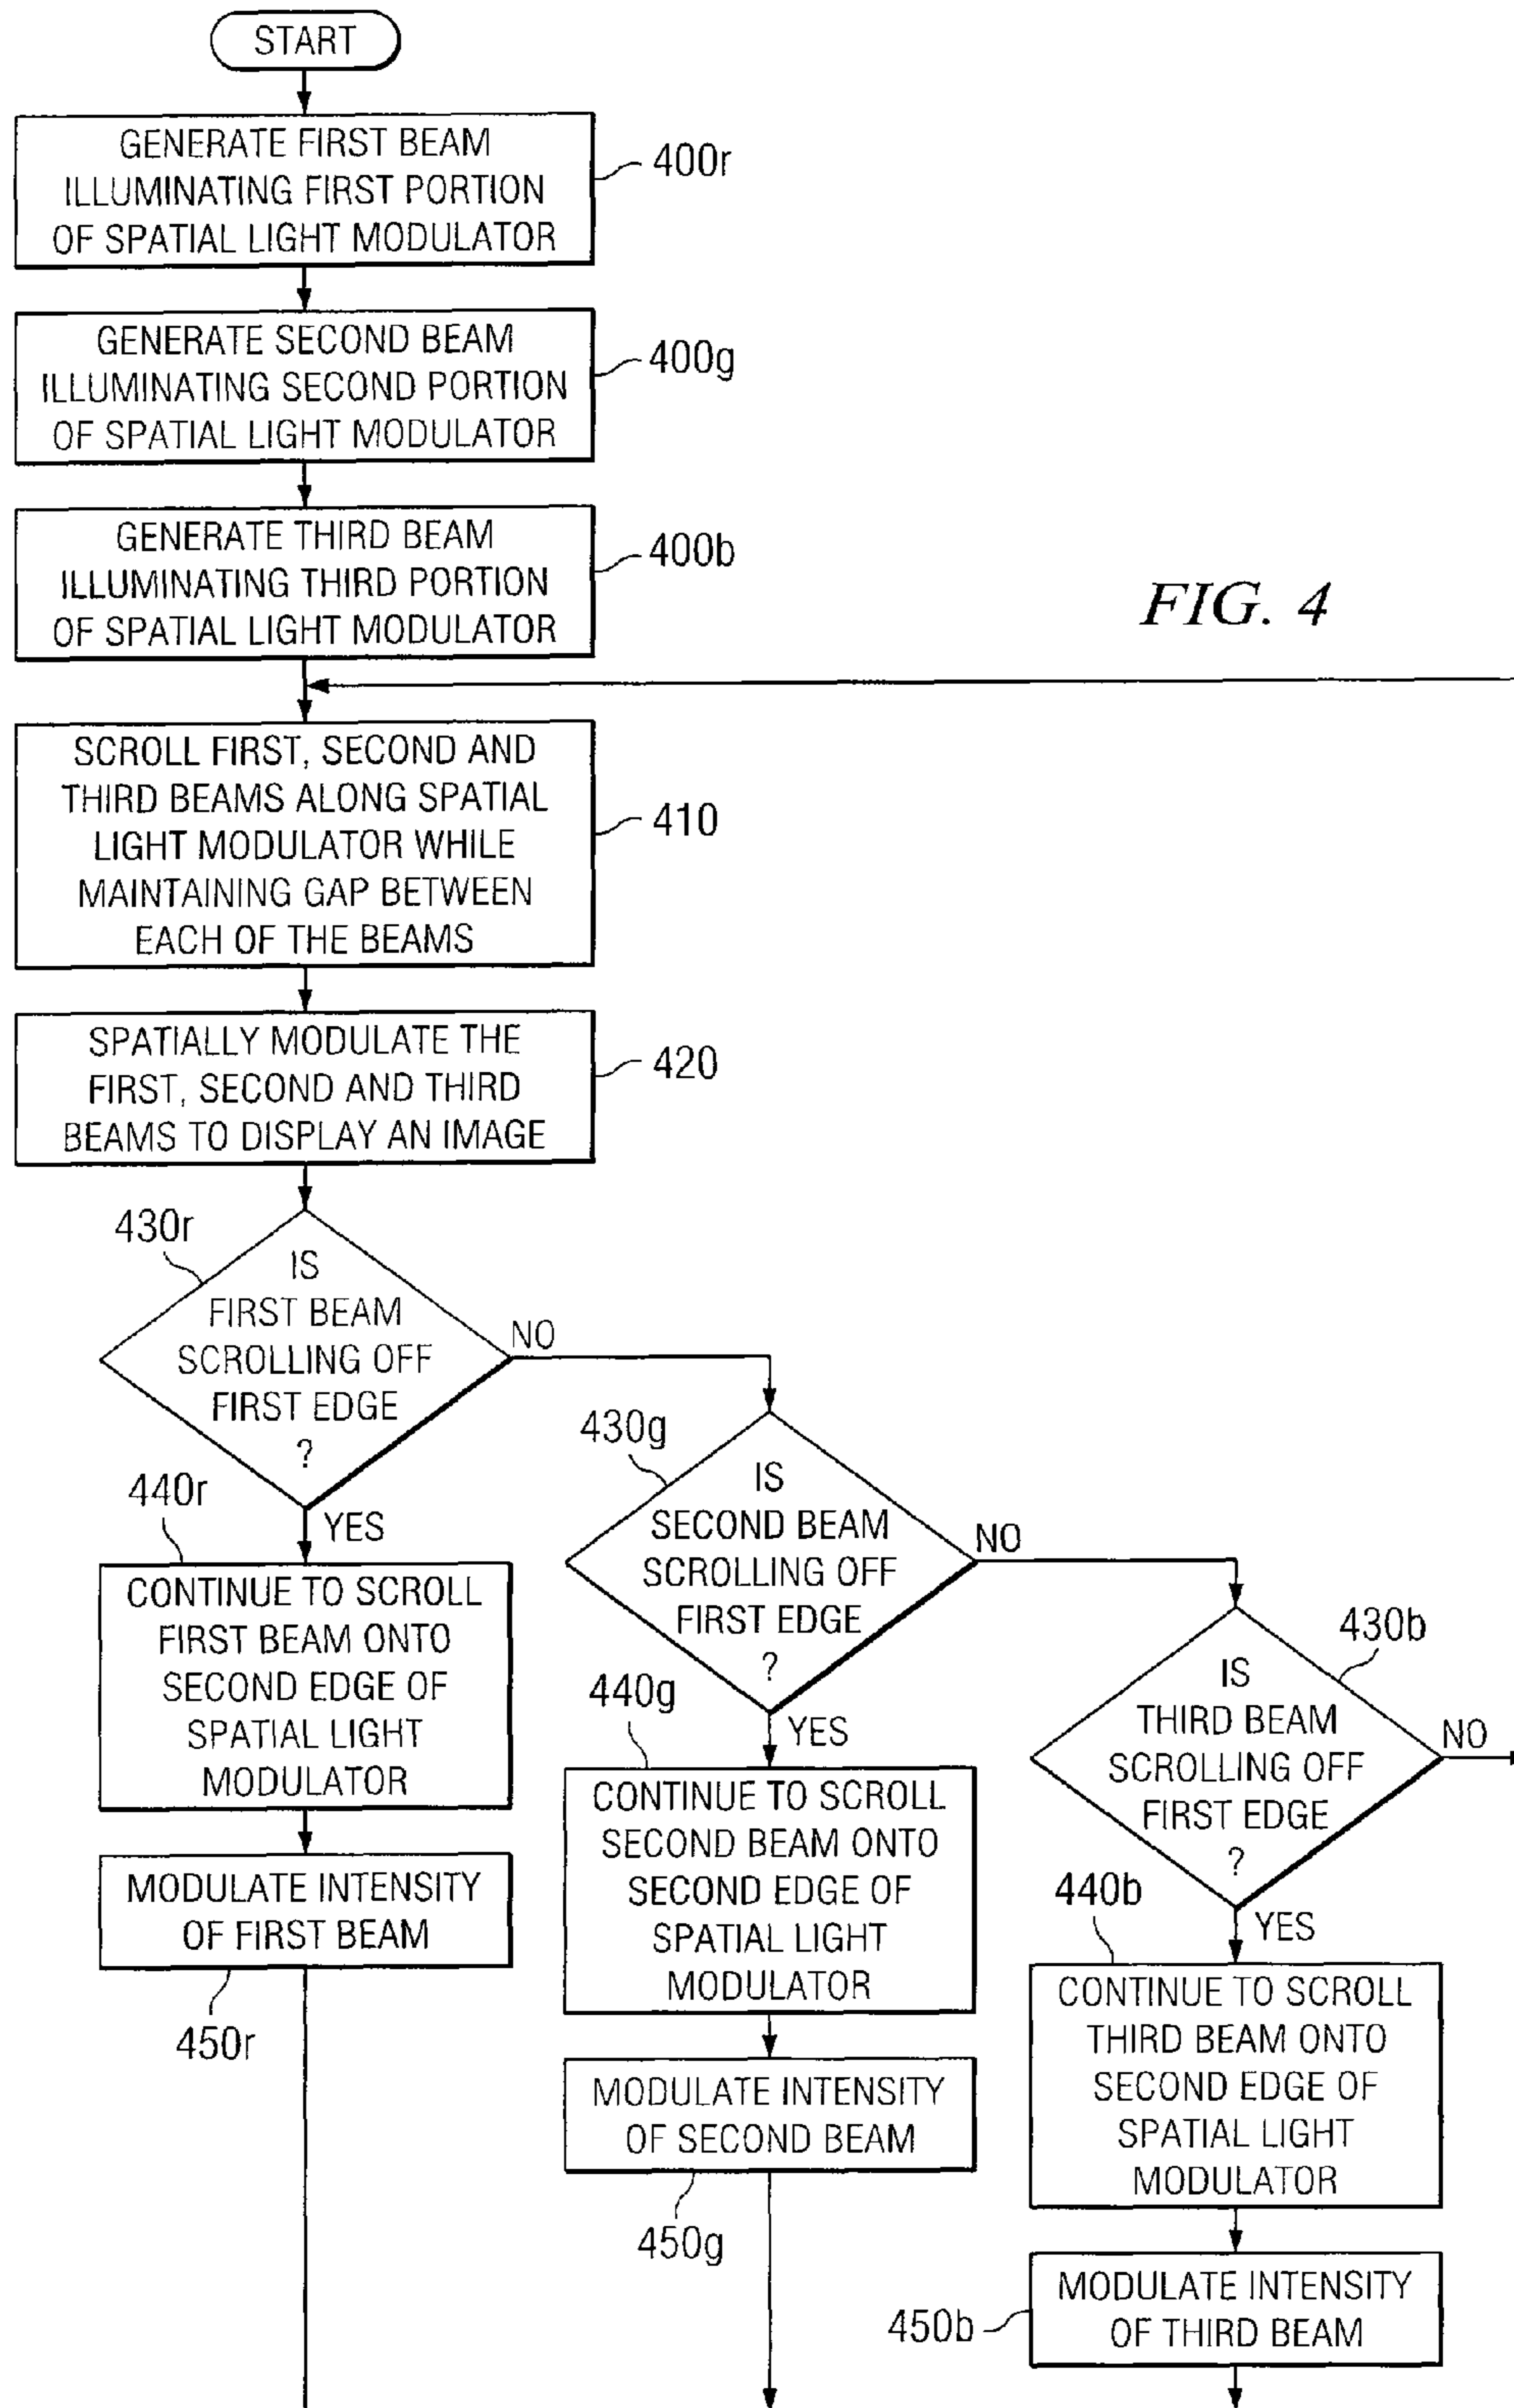 START
GENERATE FIRST BEAM
ILLUMINATING FIRST PORTION
OF SPATIAL LIGHT MODULATOR
400r
GENERATE SECOND BEAM
ILLUMINATING SECOND PORTION
OF SPATIAL LIGHT MODULATOR
400g
GENERATE THIRD BEAM
ILLUMINATING THIRD PORTION
OF SPATIAL LIGHT MODULATOR
400b
FIG. 4
SCROLL FIRST, SECOND AND
THIRD BEAMS ALONG SPATIAL
LIGHT MODULATOR WHILE
MAINTAINING GAP BETWEEN
EACH OF THE BEAMS
410
SPATIALLY MODULATE THE
FIRST, SECOND AND THIRD
BEAMS TO DISPLAY AN IMAGE
420
430r
IS
FIRST BEAM
SCROLLING OFF
FIRST EDGE
?
NO
YES
440r
CONTINUE TO SCROLL
FIRST BEAM ONTO
SECOND EDGE OF
SPATIAL LIGHT
MODULATOR
MODULATE INTENSITY
OF FIRST BEAM
450r
430g
IS
SECOND BEAM
SCROLLING OFF
FIRST EDGE
?
NO
YES
440g
CONTINUE TO SCROLL
SECOND BEAM ONTO
SECOND EDGE OF
SPATIAL LIGHT
MODULATOR
MODULATE INTENSITY
OF SECOND BEAM
450g
430b
IS
THIRD BEAM
SCROLLING OFF
FIRST EDGE
?
NO
YES
440b
CONTINUE TO SCROLL
THIRD BEAM ONTO
SECOND EDGE OF
SPATIAL LIGHT
MODULATOR
MODULATE INTENSITY
OF THIRD BEAM
450b